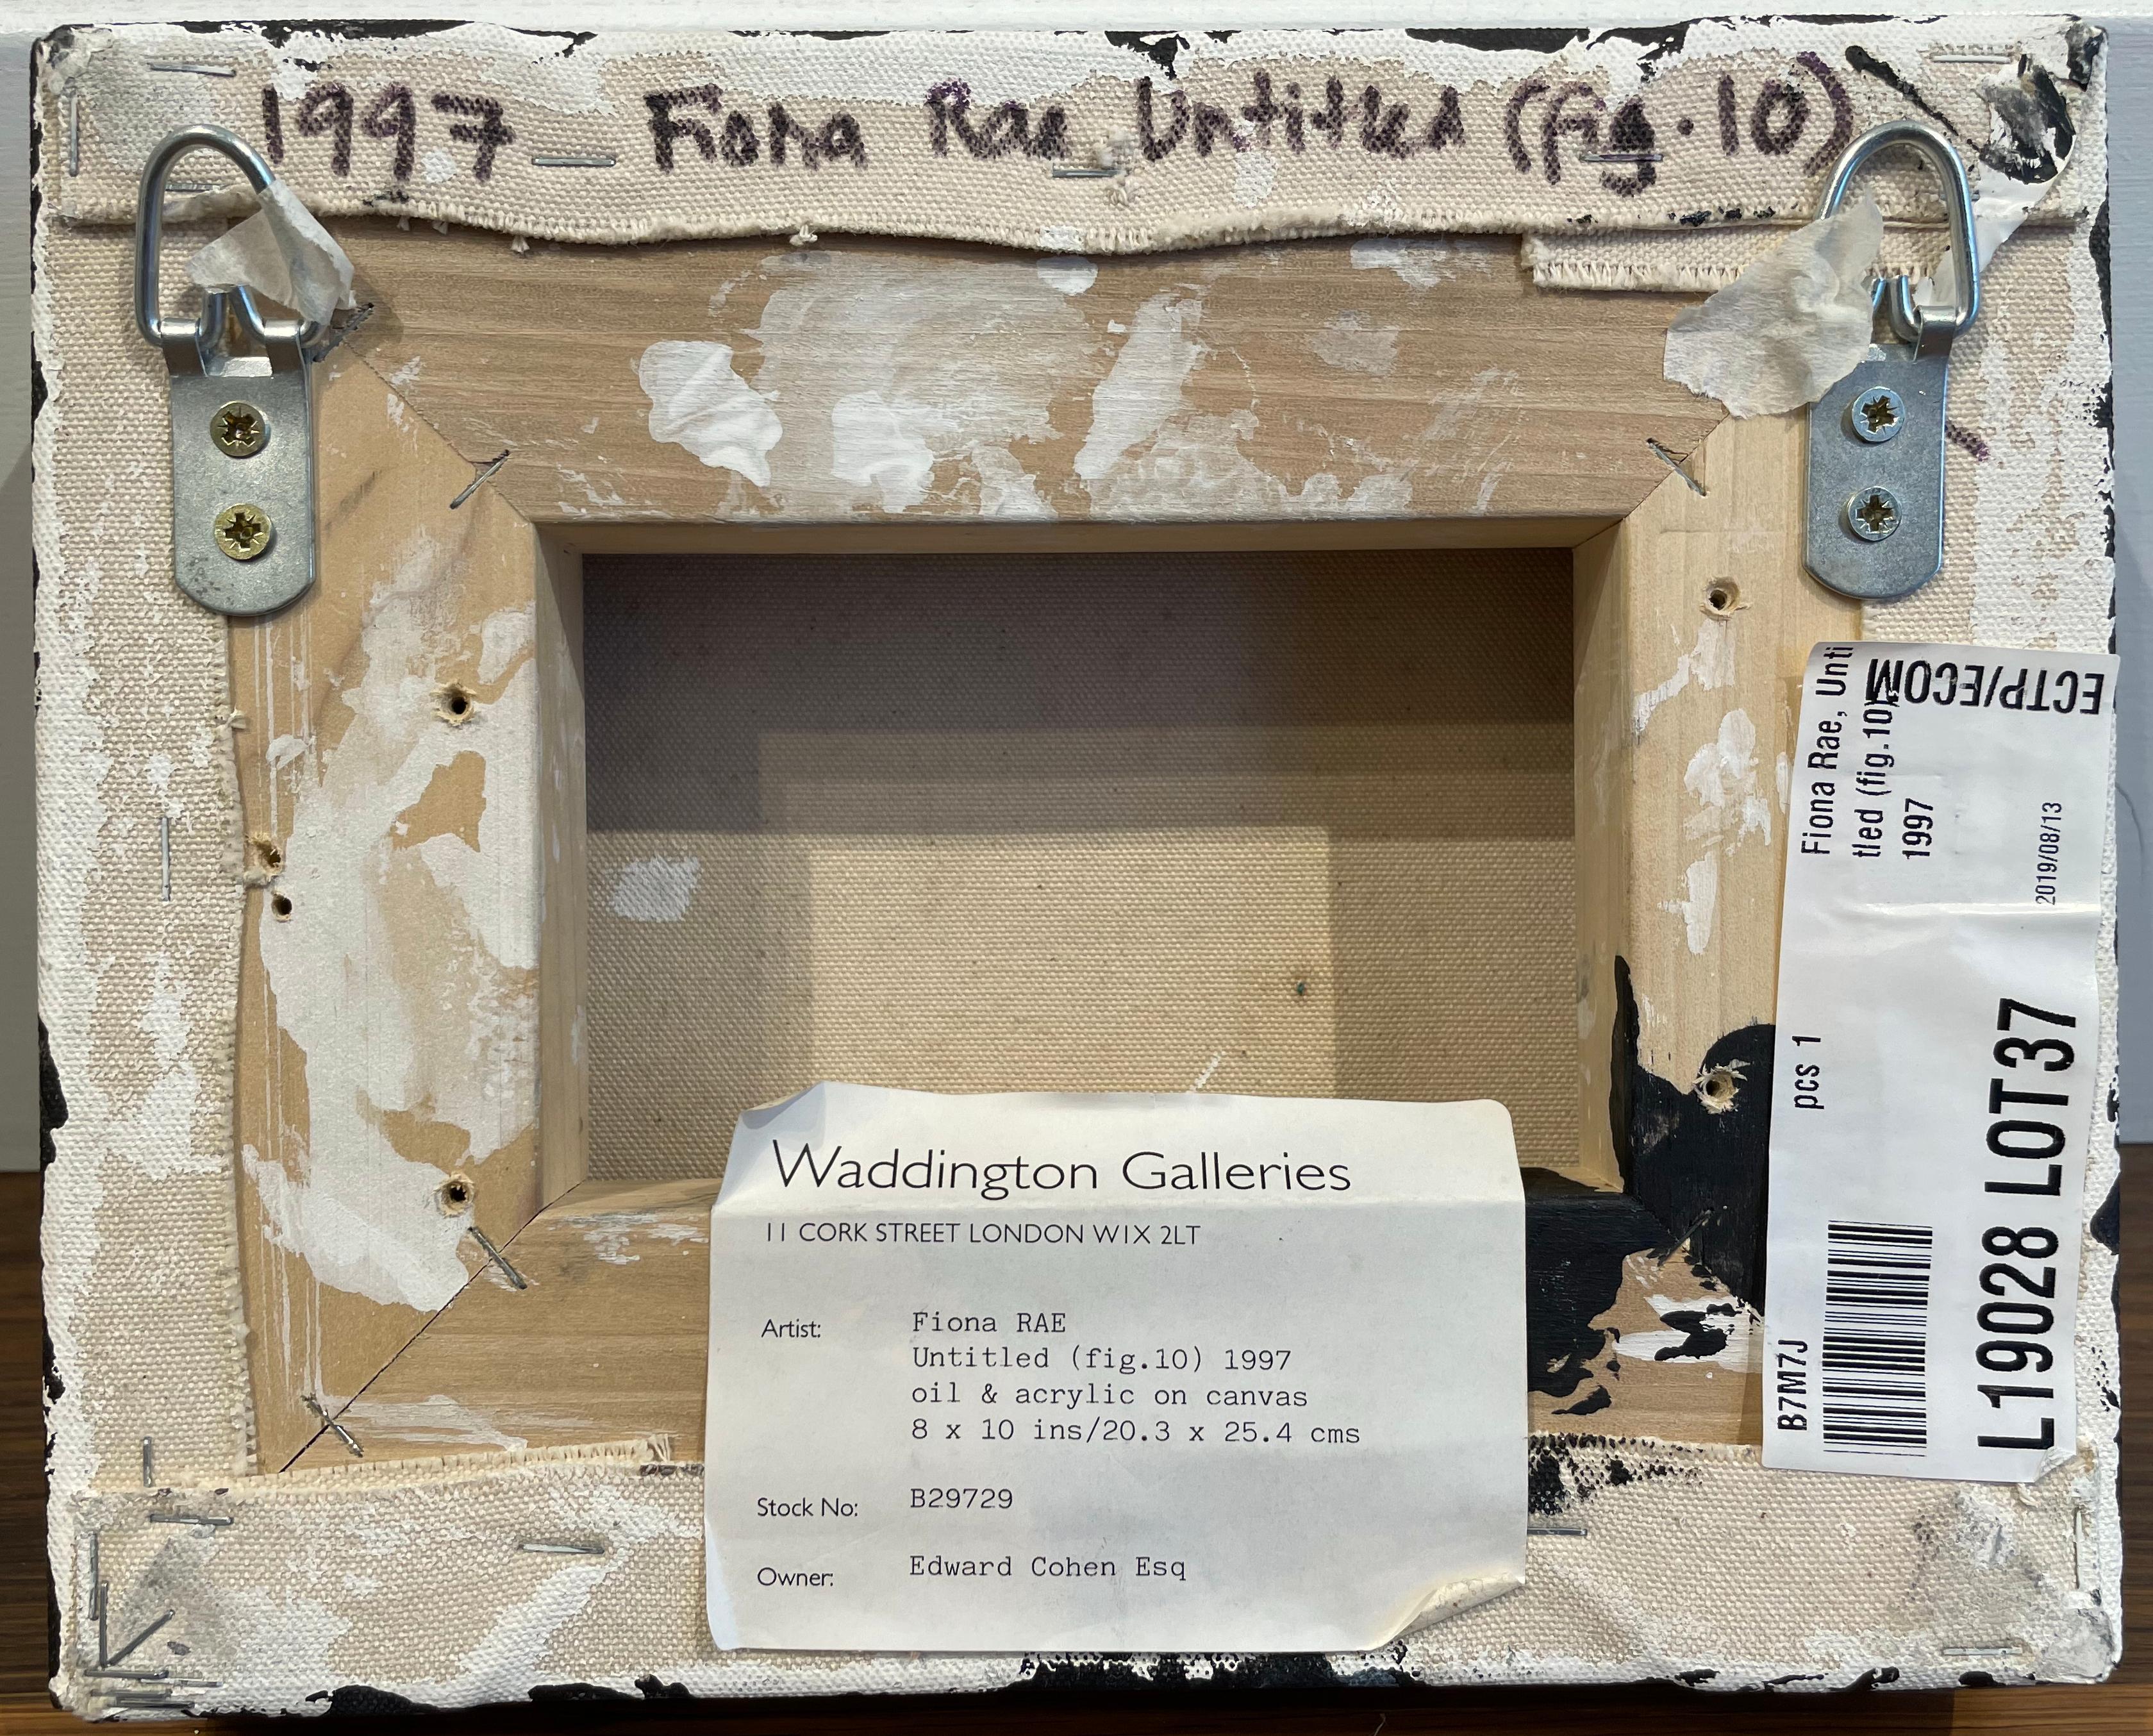 1997 Fiona Rae Untitled (fig.10)
Waddington Galleries
11 CORK STREET LONDON W1X 2LT
Artist: Fiona RAE
Untitled (fig.10) 1997
oil & acrylic on canvas
8 x 10 ins/20.3 x 25.4 cms
Stock No: B29729
Owner: Edward Cohen Esq
ECTP/ECOM
Fiona Rae, Unti
tled (fig.10),
1997
2019/08/13
pcs 1
B7M7J
L19028 LOT37